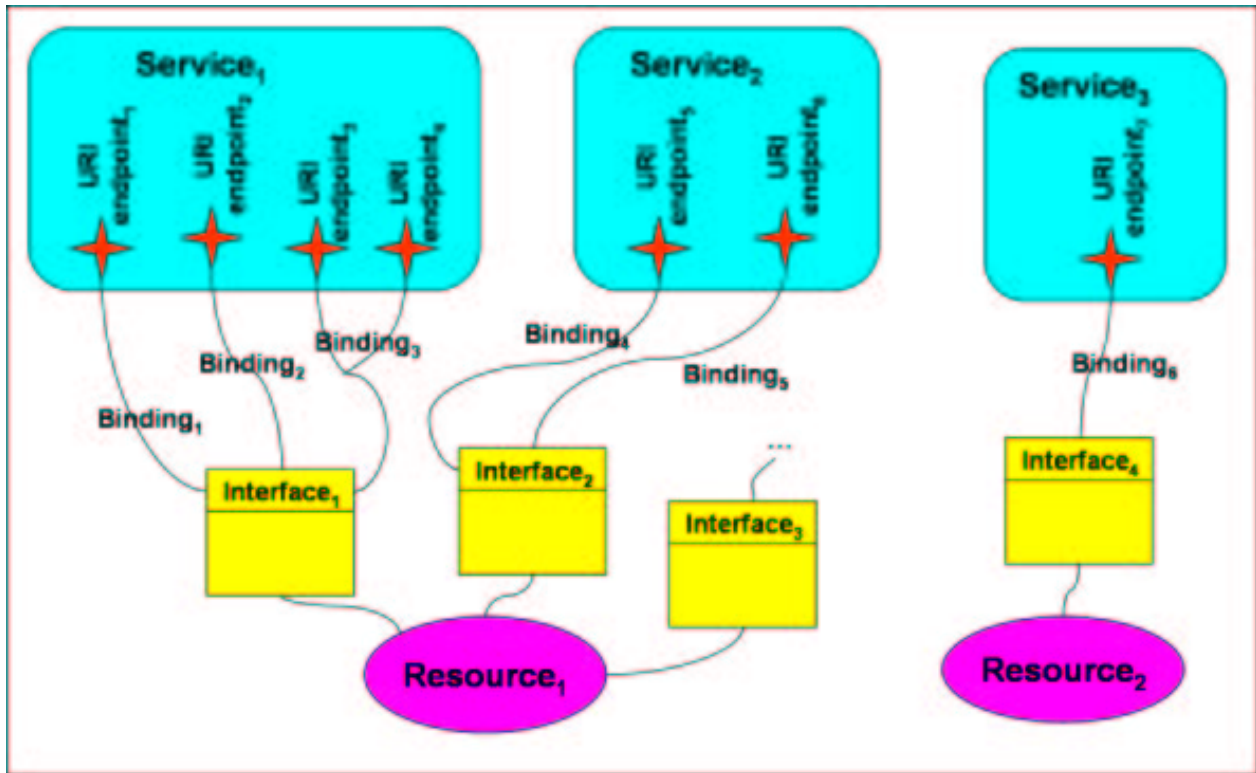 Service₁
URI
endpoint₁
URI
endpoint₂
URI
endpoint₃
URI
endpoint₄
Service₂
URI
endpoint₅
URI
endpoint₆
Service₃
URI
endpoint₇
Binding₁
Binding₂
Binding₃
Binding₄
Binding₅
Binding₆
Interface₁
Interface₂
...
Interface₃
Interface₄
Resource₁
Resource₂